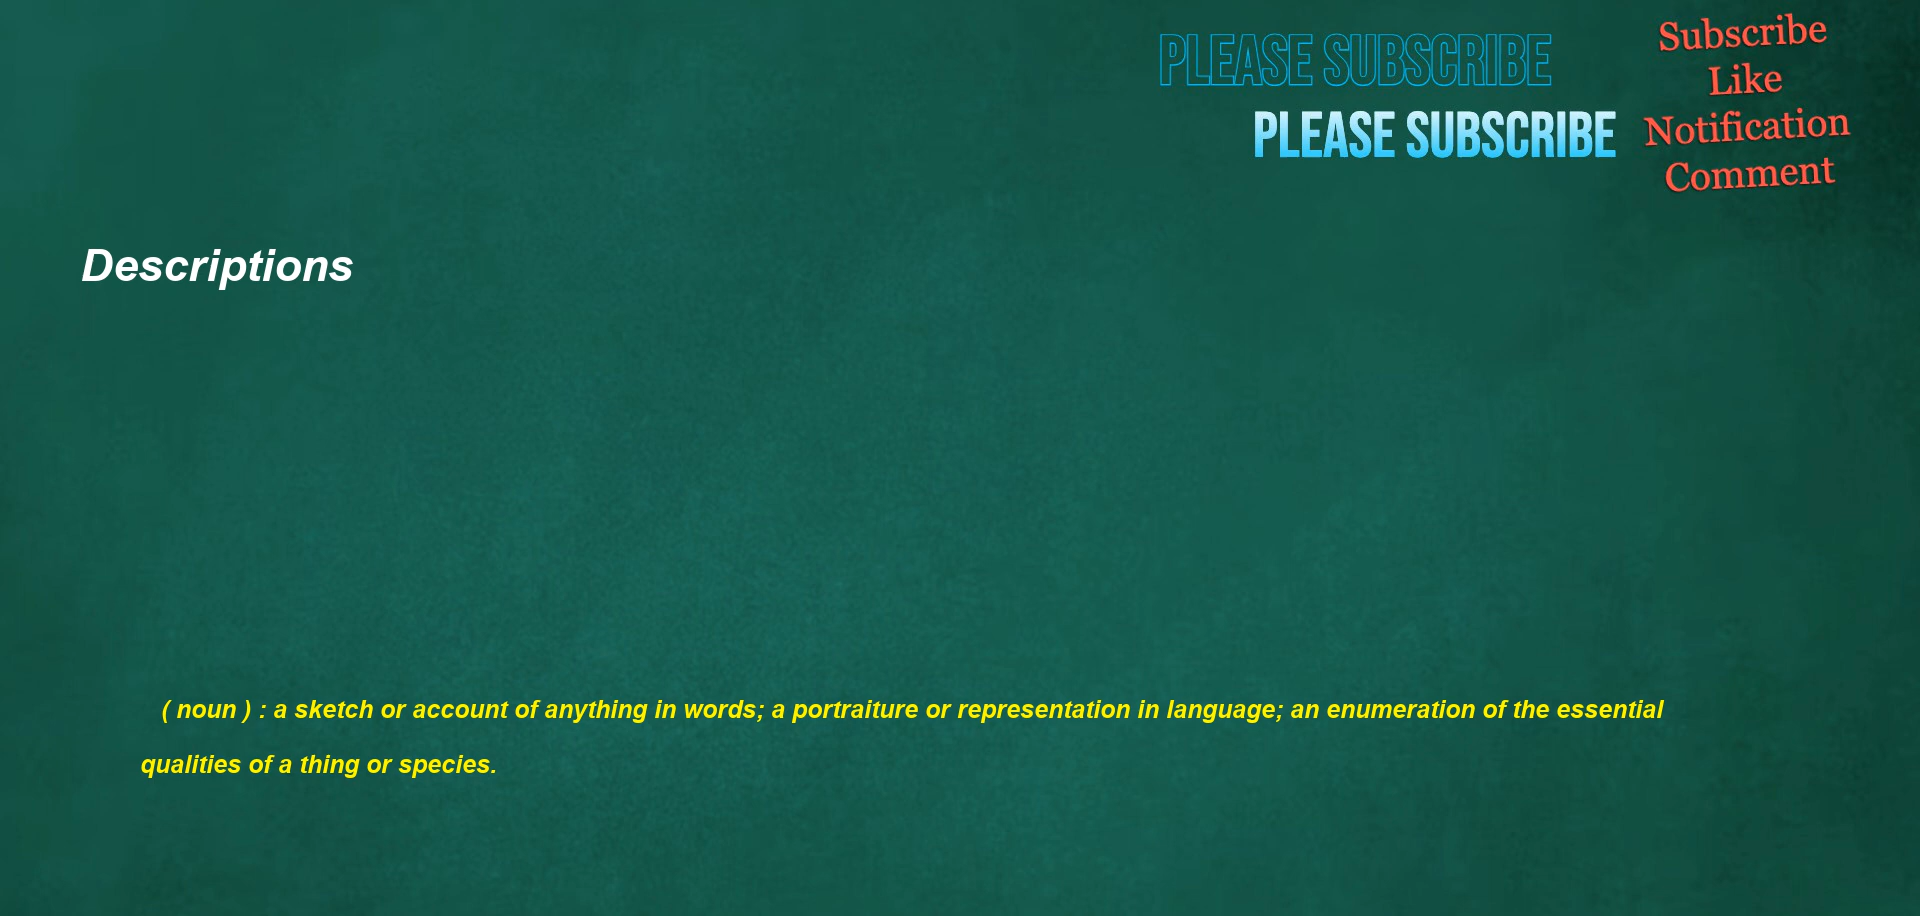 PLEASE SUBSCRIBE
PLEASE SUBSCRIBE
Subscribe
Like
Notification
Comment
Descriptions
( noun ) : a sketch or account of anything in words; a portraiture or representation in language; an enumeration of the essential
qualities of a thing or species.